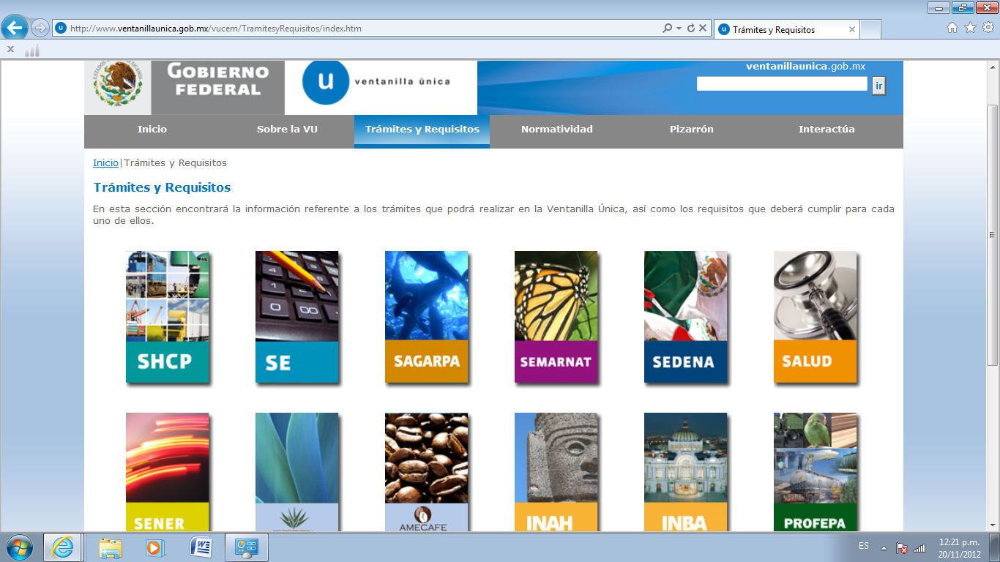 http://www.ventanillaunica.gob.mx/vucem/TramitesyRequisitos/index.htm
Trámites y Requisitos
GOBIERNO
FEDERAL
u
ventanilla única
ventanillaunica.gob.mx
ir
Inicio
Sobre la VU
Trámites y Requisitos
Normatividad
Pizarrón
Interactúa
Inicio|Trámites y Requisitos
Trámites y Requisitos
En esta sección encontrará la información referente a los trámites que podrá realizar en la Ventanilla Única, así como los requisitos que deberá cumplir para cada
uno de ellos.
SHCP
SE
SAGARPA
SEMARNAT
SEDENA
SALUD
SENER
AMECAFE
INAH
INBA
PROFEPA
ES
12:21 p.m.
20/11/2012